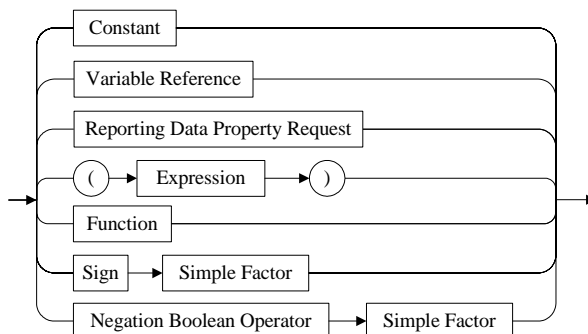 Constant
Variable Reference
Reporting Data Property Request
( Expression )
Function
Sign Simple Factor
Negation Boolean Operator Simple Factor